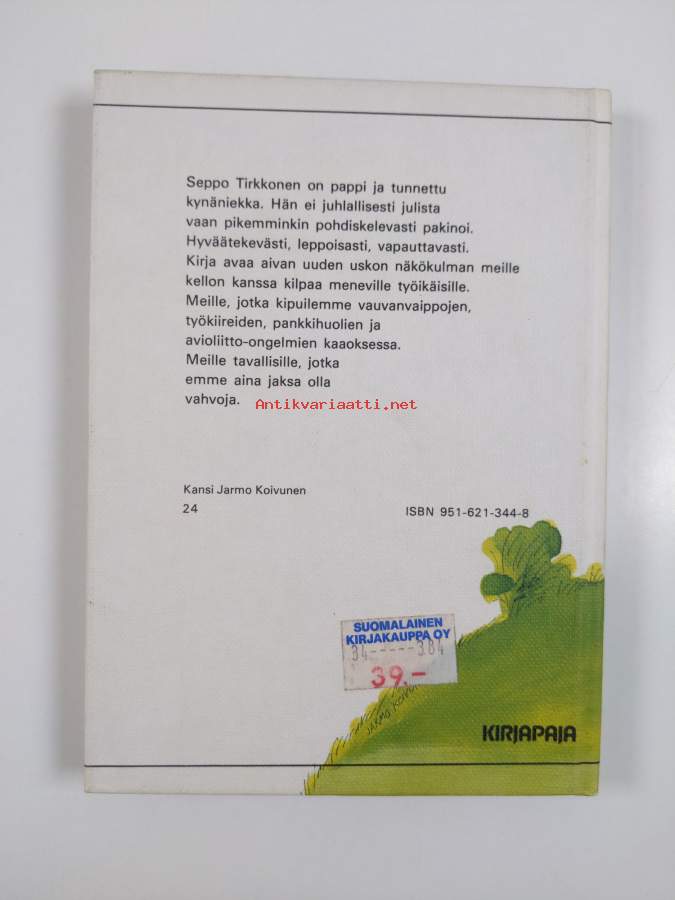 Seppo Tirkkonen on pappi ja tunnettu
kynäniekka. Hän ei juhlallisesti julista
vaan pikemminkin pohdiskelevasti pakinoi.
Hyväätekevästi, leppoisasti, vapauttavasti.
Kirja avaa aivan uuden uskon näkökulman meille
kellon kanssa kilpaa meneville työikäisille.
Meille, jotka kipuilemme vauvanvaippojen,
työkiireiden, pankkihuolien ja
avioliitto-ongelmien kaaoksessa.
Meille tavallisille, jotka
emme aina jaksa olla
vahvoja.
Antikvariaatti.net
Kansi Jarmo Koivunen
24
ISBN 951-621-344-8
SUOMALAINEN
KIRJAKAUPPA OY
34-----384
39.-
JARMO
KIRJAPAJA